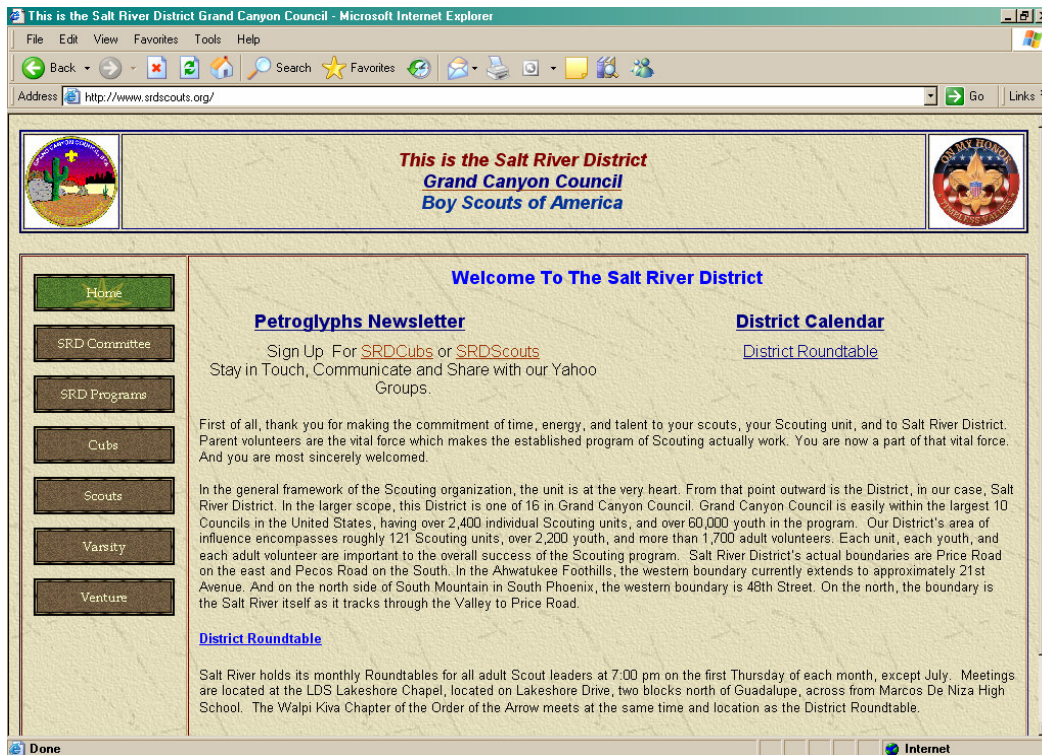 This is the Salt River District Grand Canyon Council - Microsoft Internet Explorer
File Edit View Favorites Tools Help
Back Search Favorites
Address http://www.srdscouts.org/ Go Links
This is the Salt River District
Grand Canyon Council
Boy Scouts of America
GRAND CANYON COUNCIL, BSA
ON MY HONOR
TIMELESS VALUES
Home
SRD Committee
SRD Programs
Cubs
Scouts
Varsity
Venture
Welcome To The Salt River District
Petroglyphs Newsletter
Sign Up For SRDCubs or SRDScouts
Stay in Touch, Communicate and Share with our Yahoo
Groups.
District Calendar
District Roundtable
First of all, thank you for making the commitment of time, energy, and talent to your scouts, your Scouting unit, and to Salt River District.
Parent volunteers are the vital force which makes the established program of Scouting actually work. You are now a part of that vital force.
And you are most sincerely welcomed.
In the general framework of the Scouting organization, the unit is at the very heart. From that point outward is the District, in our case, Salt
River District. In the larger scope, this District is one of 16 in Grand Canyon Council. Grand Canyon Council is easily within the largest 10
Councils in the United States, having over 2,400 individual Scouting units, and over 60,000 youth in the program. Our District's area of
influence encompasses roughly 121 Scouting units, over 2,200 youth, and more than 1,700 adult volunteers. Each unit, each youth, and
each adult volunteer are important to the overall success of the Scouting program. Salt River District's actual boundaries are Price Road
on the east and Pecos Road on the South. In the Ahwatukee Foothills, the western boundary currently extends to approximately 21st
Avenue. And on the north side of South Mountain in South Phoenix, the western boundary is 48th Street. On the north, the boundary is
the Salt River itself as it tracks through the Valley to Price Road.
District Roundtable
Salt River holds its monthly Roundtables for all adult Scout leaders at 7:00 pm on the first Thursday of each month, except July. Meetings
are located at the LDS Lakeshore Chapel, located on Lakeshore Drive, two blocks north of Guadalupe, across from Marcos De Niza High
School. The Walpi Kiva Chapter of the Order of the Arrow meets at the same time and location as the District Roundtable.
Done Internet